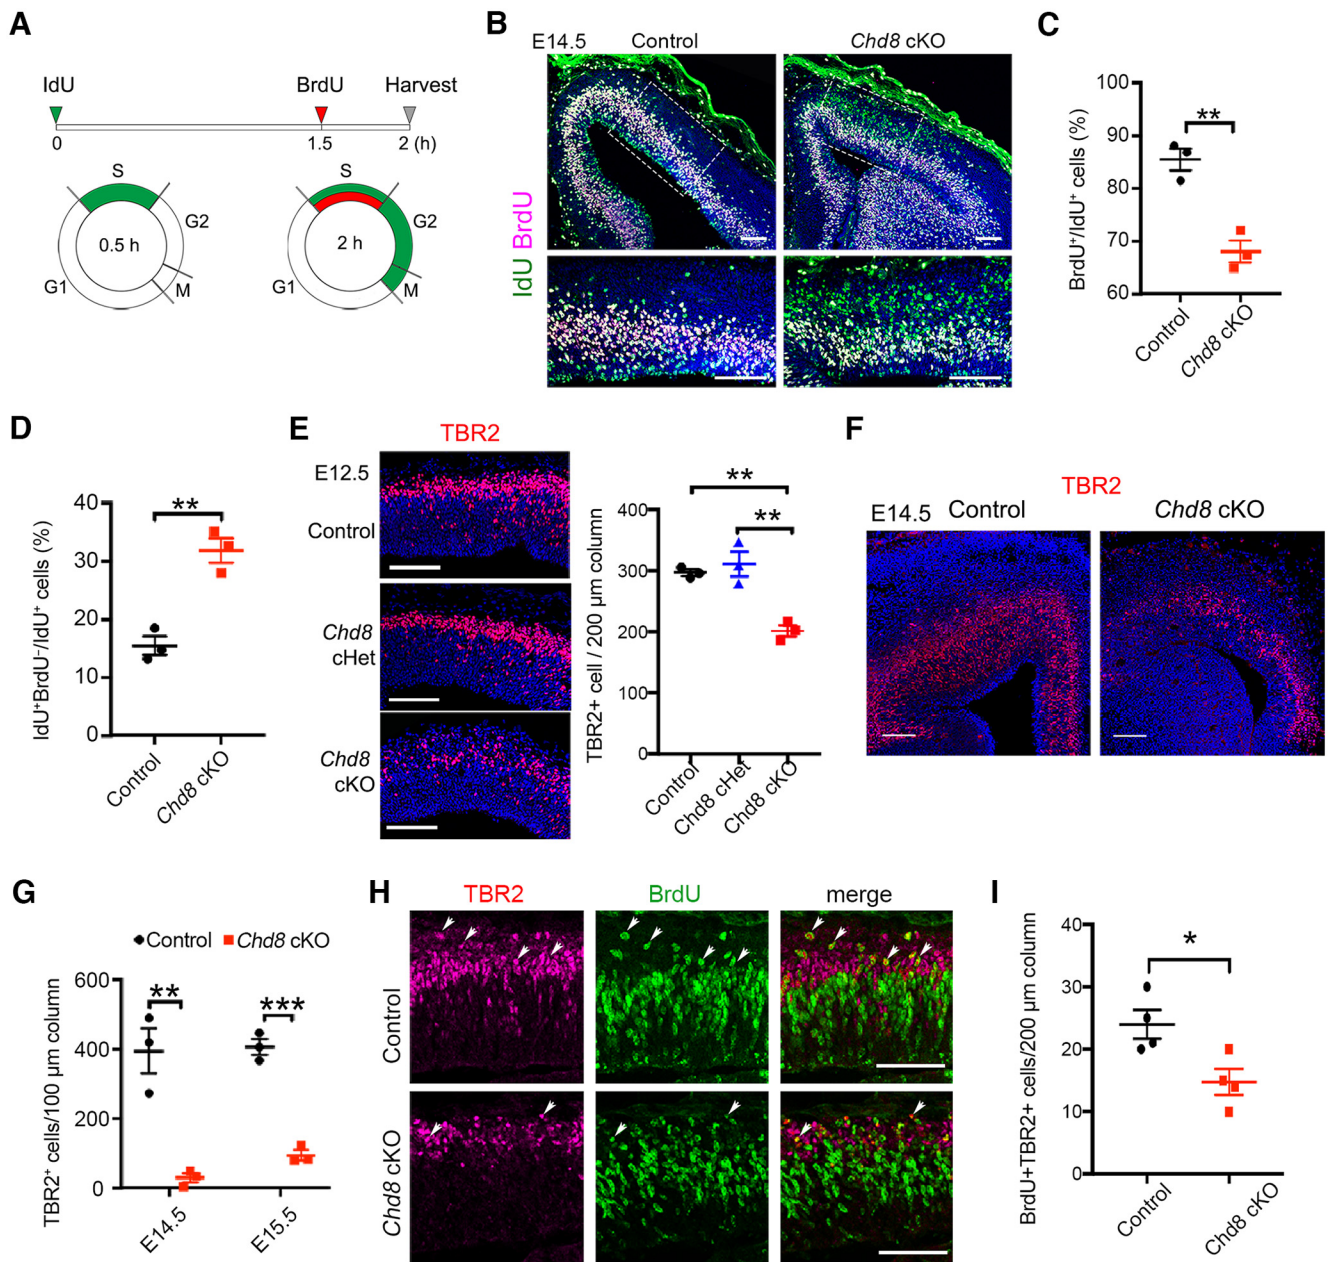 A
IdU
BrdU
Harvest
0
1.5
2 (h)
S
G2
M
G1
0.5 h
S
G2
M
G1
2 h
B
E14.5
Control
Chd8 cKO
IdU BrdU
C
BrdU⁺/IdU⁺ cells (%)
100
90
80
70
60
**
Control
Chd8 cKO
D
IdU⁺BrdU⁻/IdU⁺ cells (%)
40
30
20
10
0
**
Control
Chd8 cKO
E
TBR2
E12.5
Control
Chd8
cHet
Chd8
cKO
TBR2+ cell / 200 μm column
400
300
200
100
0
**
**
Control
Chd8 cHet
Chd8 cKO
F
TBR2
E14.5
Control
Chd8 cKO
G
Control
Chd8 cKO
TBR2⁺ cells/100 μm column
600
400
200
0
**
***
E14.5
E15.5
H
TBR2
BrdU
merge
Control
Chd8 cKO
I
BrdU+TBR2+ cells/200 μm column
40
30
20
10
0
*
Control
Chd8 cKO